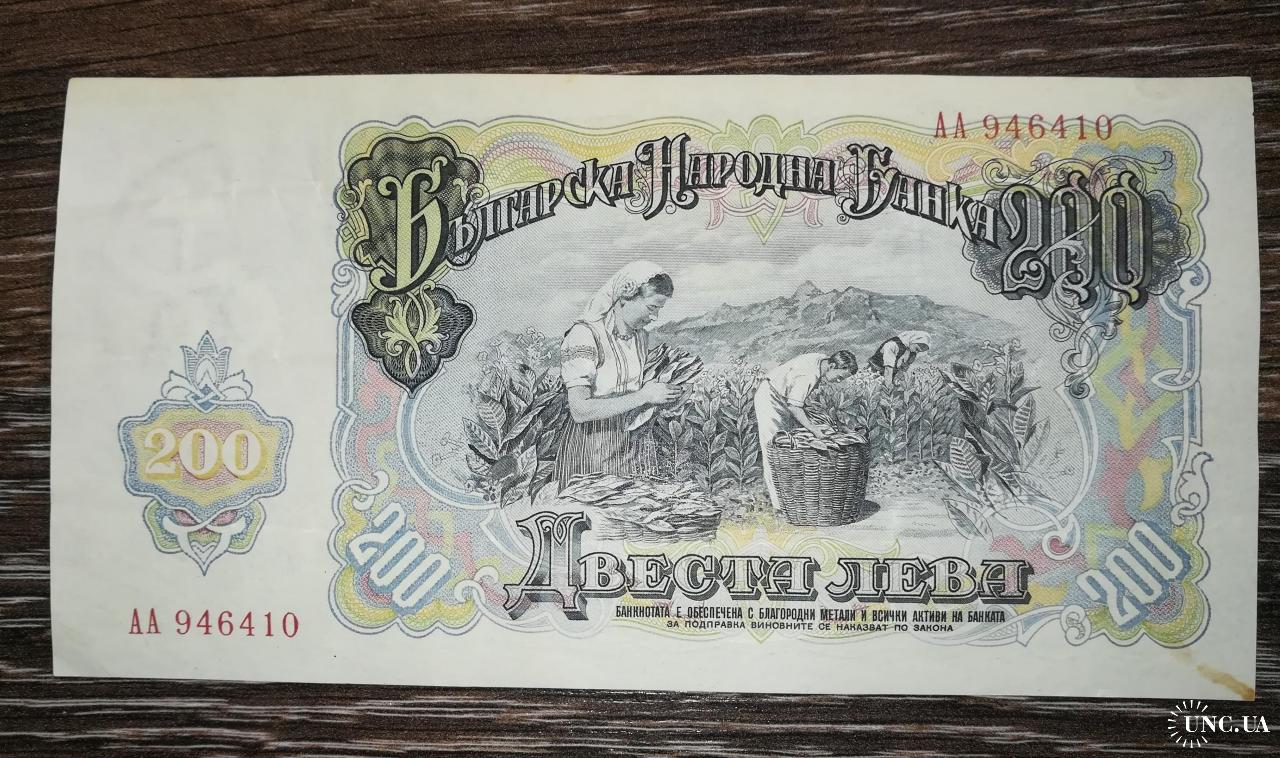 АА 946410
Българска Народна Банка
200
200
200
200
Двеста лева
БАНКНОТАТА Е ОБЕЗПЕЧЕНА С БЛАГОРОДНИ МЕТАЛИ И ВСИЧКИ АКТИВИ НА БАНКАТА
ЗА ПОДПРАВКА ВИНОВНИТЕ СЕ НАКАЗВАТ ПО ЗАКОНА
АА 946410
UNC.UA